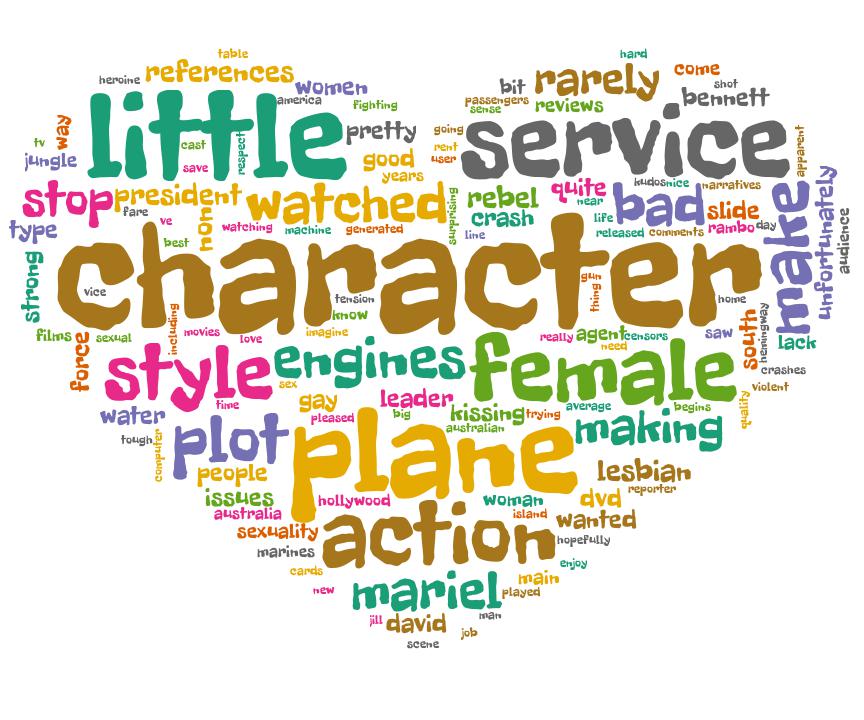 table
hard
heroine
references
women
bit
rarely
come
shot
america
fighting
passengers
sense
reviews
bennett
little
pretty
service
way
tv
jungle
cast
respect
save
good
years
going
rent
user
apparent
stop
president
watched
surprising
rebel
quite
kudos
nice
narratives
fare
ve
non
crash
near
life
bad
slide
make
unfortunately
audience
type
watching
machine
generated
line
released
comments
rambo
day
best
character
strong
vice
tension
know
gun
thing
home
films
sexual
including
movies
love
imagine
really
agent
censors
need
saw
south
hemingway
lack
force
style
engines
female
crashes
violent
sex
time
gay
pleased
leader
big
kissing
australian
trying
average
begins
quality
water
tough
computer
plot
plane
making
people
lesbian
reporter
issues
australia
hollywood
woman
dvd
island
wanted
sexuality
marines
action
hopefully
cards
enjoy
new
mariel
main
played
jill
david
man
job
scene